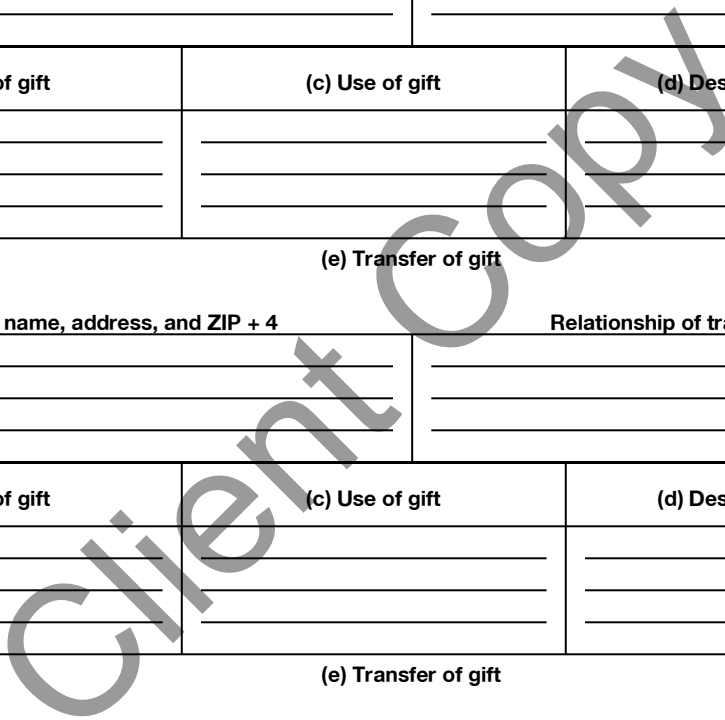 of gift (c) Use of gift (d) Des
(e) Transfer of gift
name, address, and ZIP + 4 Relationship of tra
of gift (c) Use of gift (d) Des
(e) Transfer of gift
Client Copy